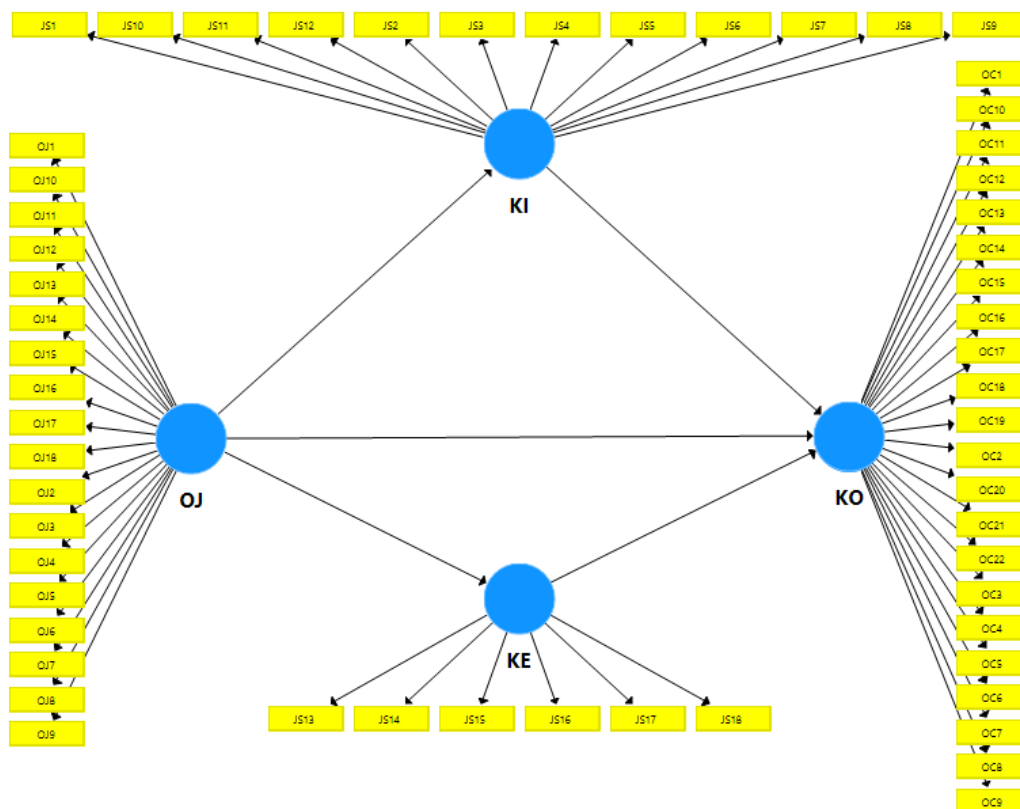 JS1 JS10 JS11 JS12 JS2 JS3 JS4 JS5 JS6 JS7 JS8 JS9
KI
OJ1
OJ10
OJ11
OJ12
OJ13
OJ14
OJ15
OJ16
OJ17
OJ18
OJ2
OJ3
OJ4
OJ5
OJ6
OJ7
OJ8
OJ9
OJ
KO
KE
JS13 JS14 JS15 JS16 JS17 JS18
OC1
OC10
OC11
OC12
OC13
OC14
OC15
OC16
OC17
OC18
OC19
OC2
OC20
OC21
OC22
OC3
OC4
OC5
OC6
OC7
OC8
OC9